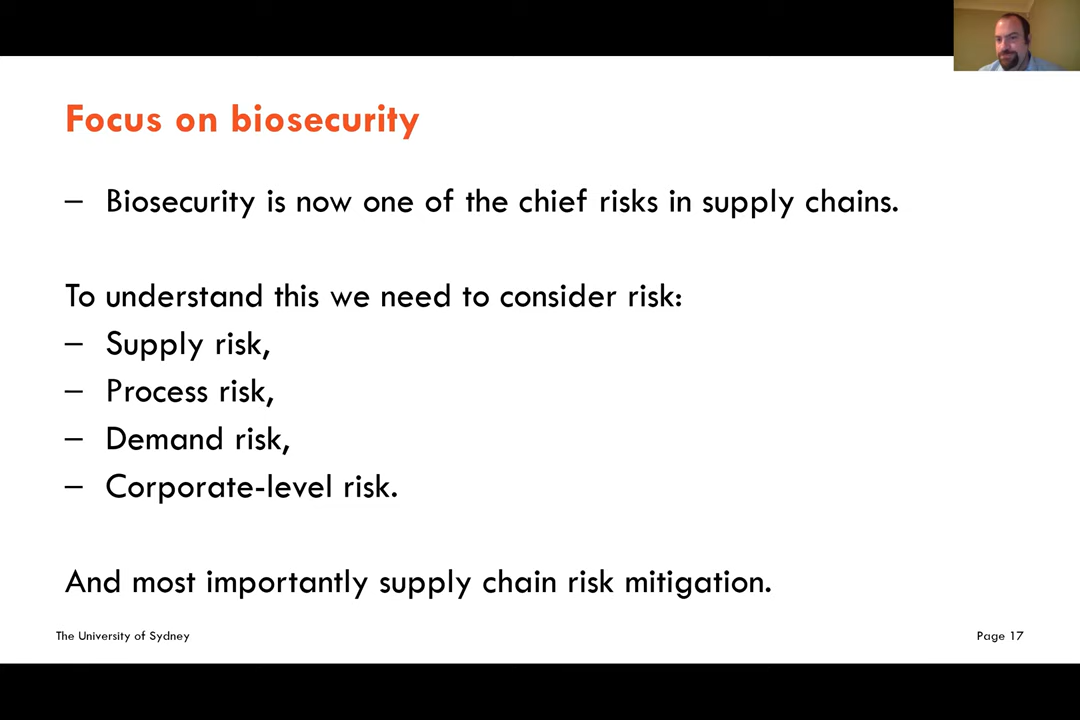 Focus on biosecurity
– Biosecurity is now one of the chief risks in supply chains.
To understand this we need to consider risk:
– Supply risk,
– Process risk,
– Demand risk,
– Corporate-level risk.
And most importantly supply chain risk mitigation.
The University of Sydney
Page 17